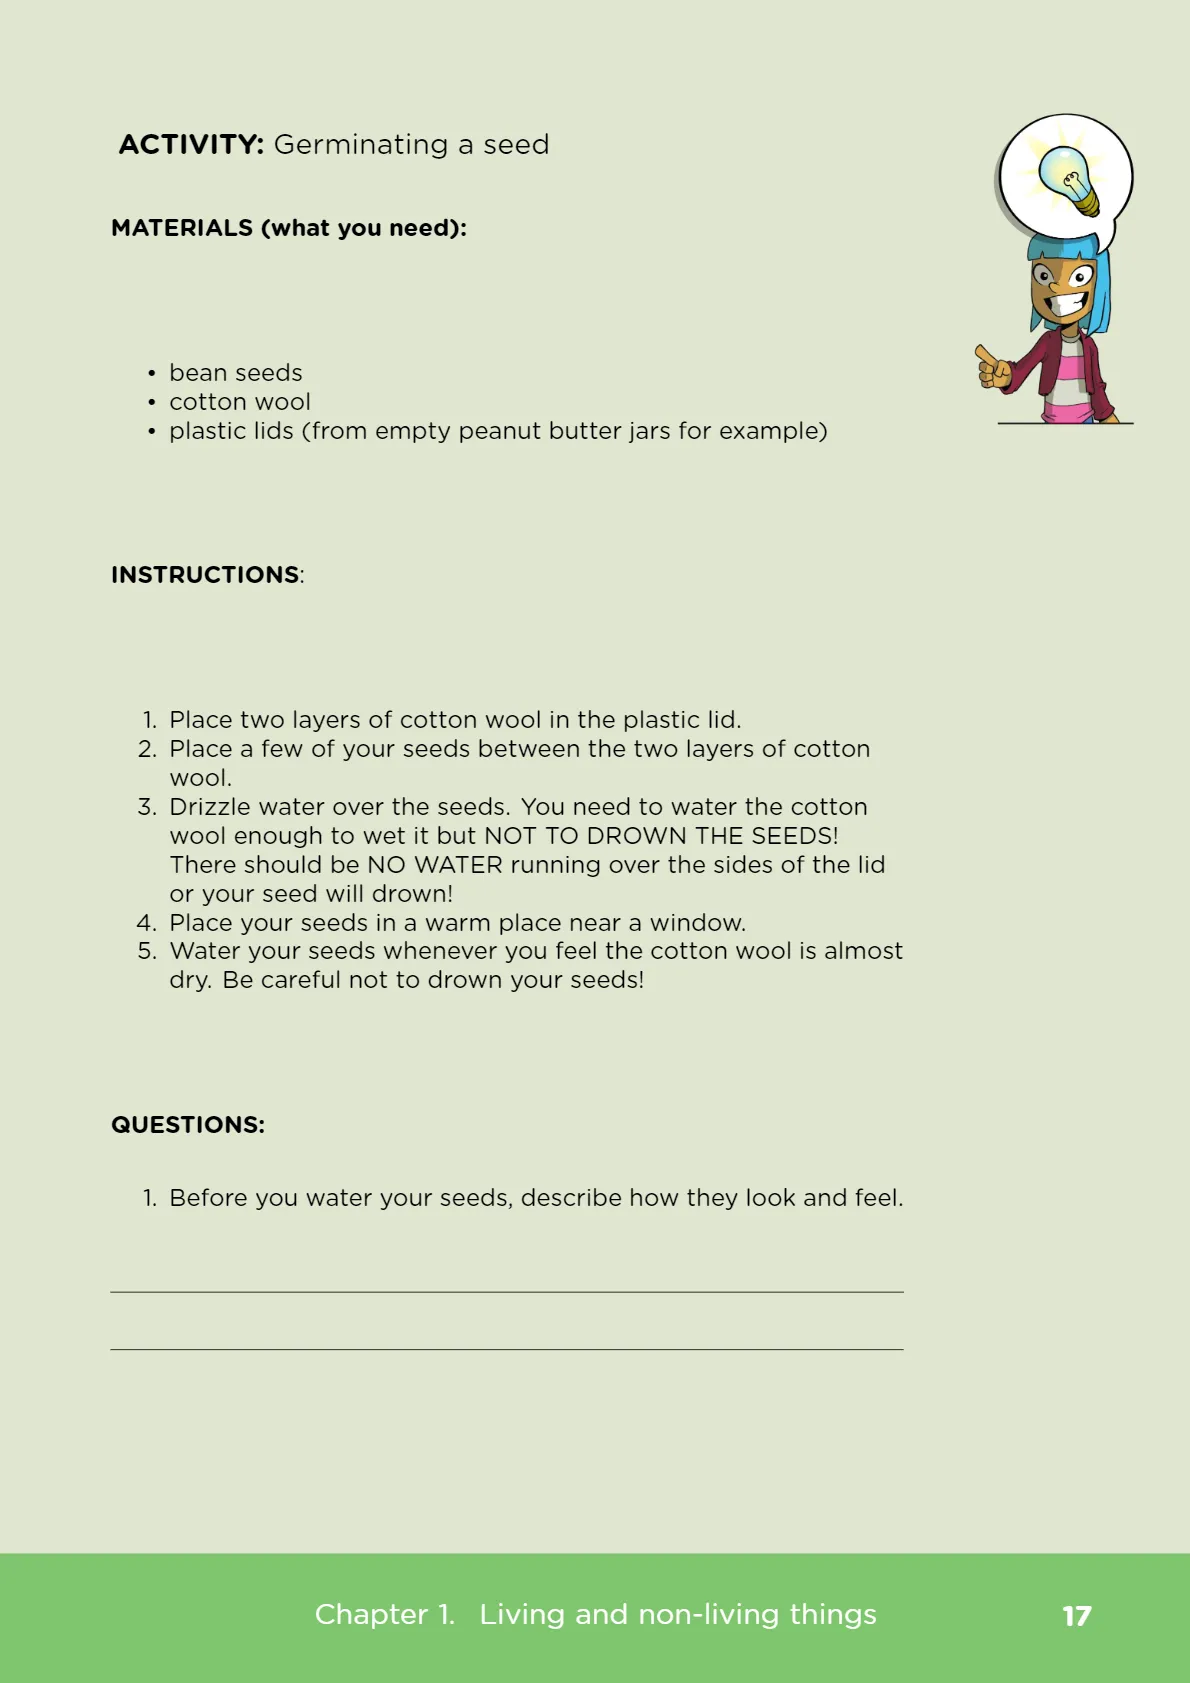 ACTIVITY: Germinating a seed
MATERIALS (what you need):
• bean seeds
• cotton wool
• plastic lids (from empty peanut butter jars for example)
INSTRUCTIONS:
1. Place two layers of cotton wool in the plastic lid.
2. Place a few of your seeds between the two layers of cotton
wool.
3. Drizzle water over the seeds. You need to water the cotton
wool enough to wet it but NOT TO DROWN THE SEEDS!
There should be NO WATER running over the sides of the lid
or your seed will drown!
4. Place your seeds in a warm place near a window.
5. Water your seeds whenever you feel the cotton wool is almost
dry. Be careful not to drown your seeds!
QUESTIONS:
1. Before you water your seeds, describe how they look and feel.
Chapter 1. Living and non-living things 17